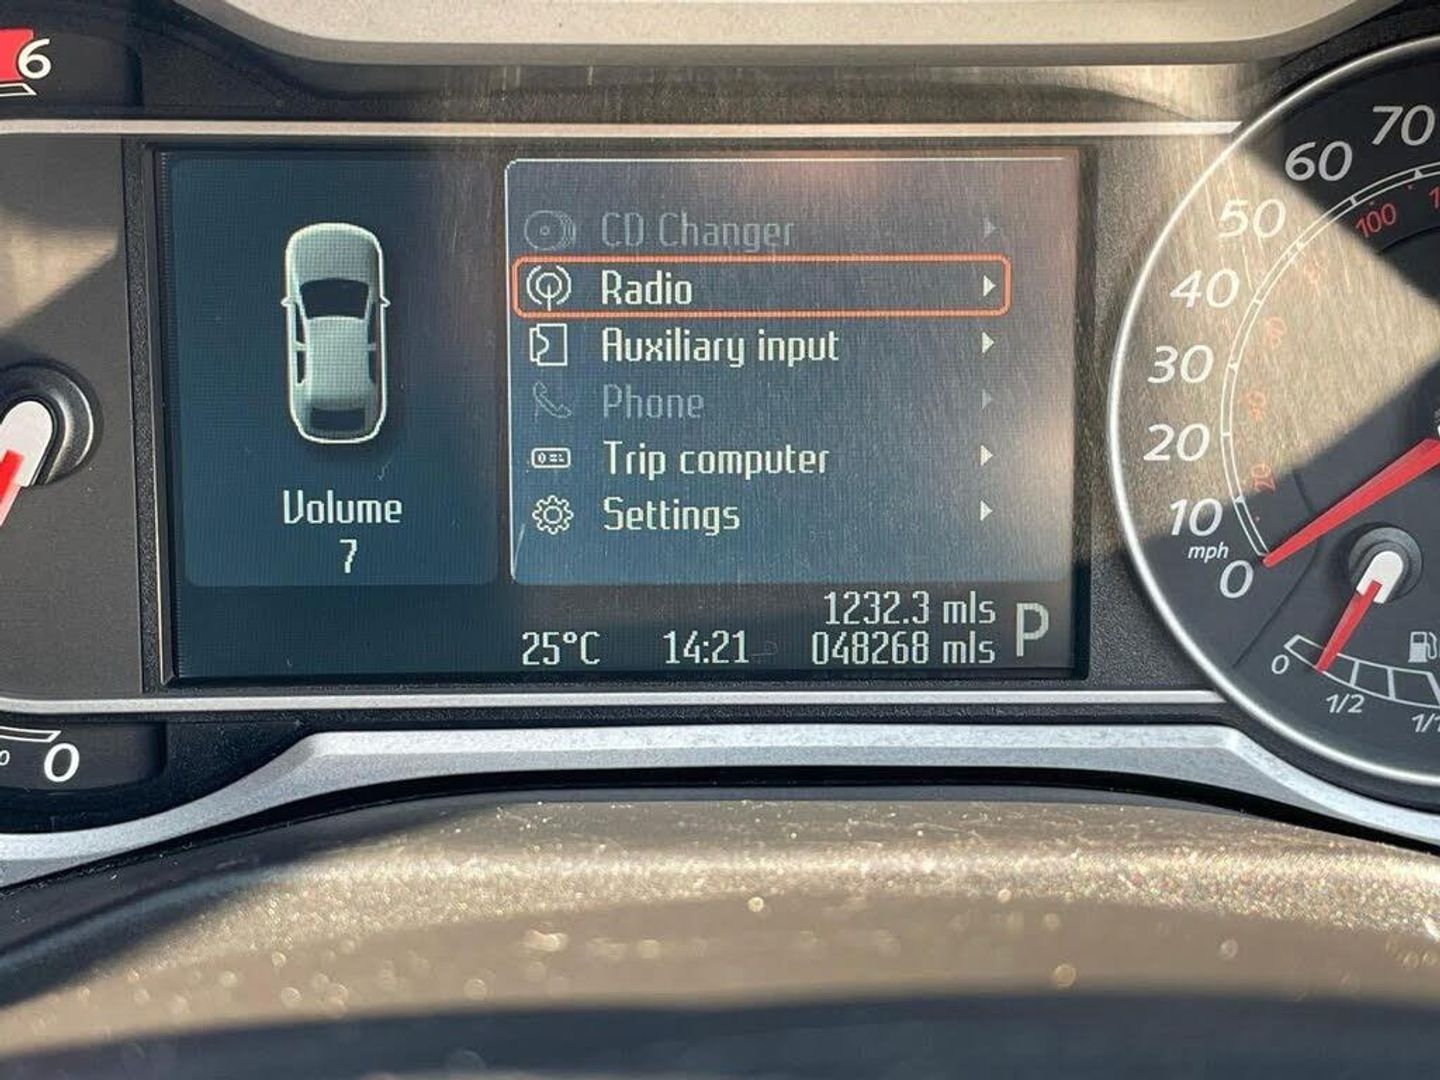 6
CD Changer
Radio
Auxiliary input
Phone
Trip computer
Settings
Volume
7
1232.3 mls
25°C 14:21 048268 mls P
0
70
60
50
40
30
20
10
mph
0
100
0
1/2